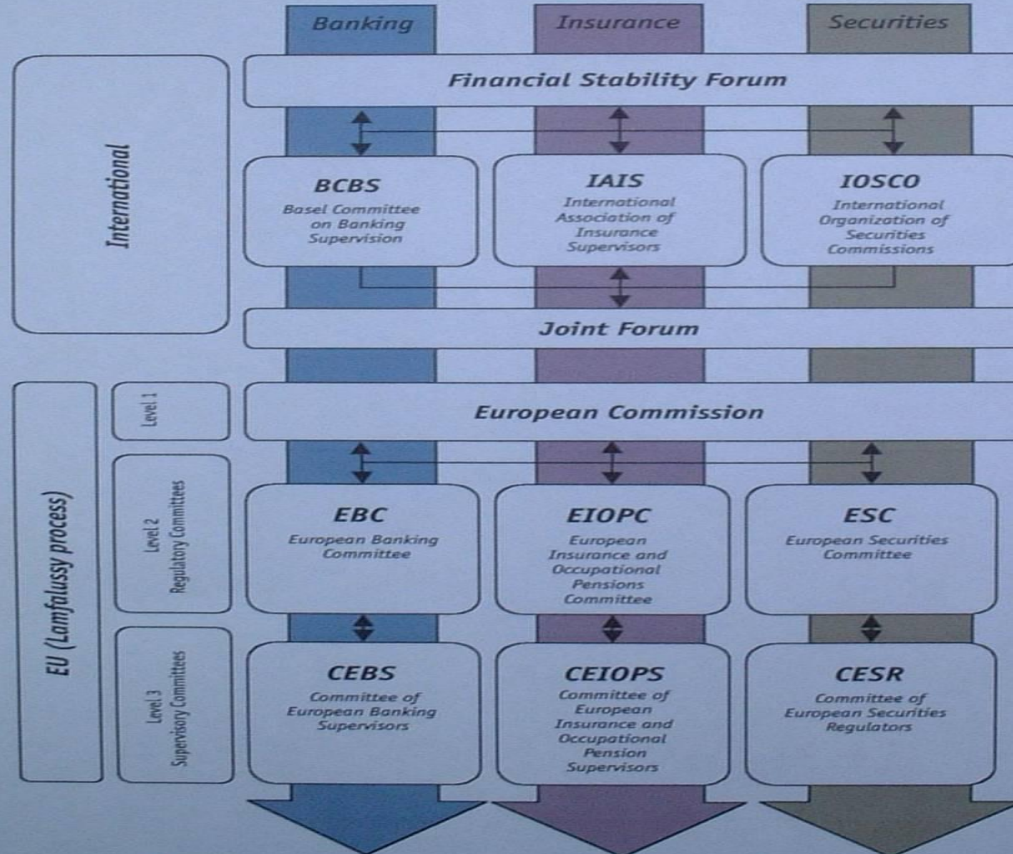 Banking
Insurance
Securities
International
Financial Stability Forum
BCBS
Basel Committee
on Banking
Supervision
IAIS
International
Association of
Insurance
Supervisors
IOSCO
International
Organization of
Securities
Commissions
Joint Forum
EU (Lamfalussy process)
Level 1
European Commission
Level 2
Regulatory Committees
EBC
European Banking
Committee
EIOPC
European
Insurance and
Occupational
Pensions
Committee
ESC
European Securities
Committee
Level 3
Supervisory Committees
CEBS
Committee of
European Banking
Supervisors
CEIOPS
Committee of
European
Insurance and
Occupational
Pension
Supervisors
CESR
Committee of
European Securities
Regulators